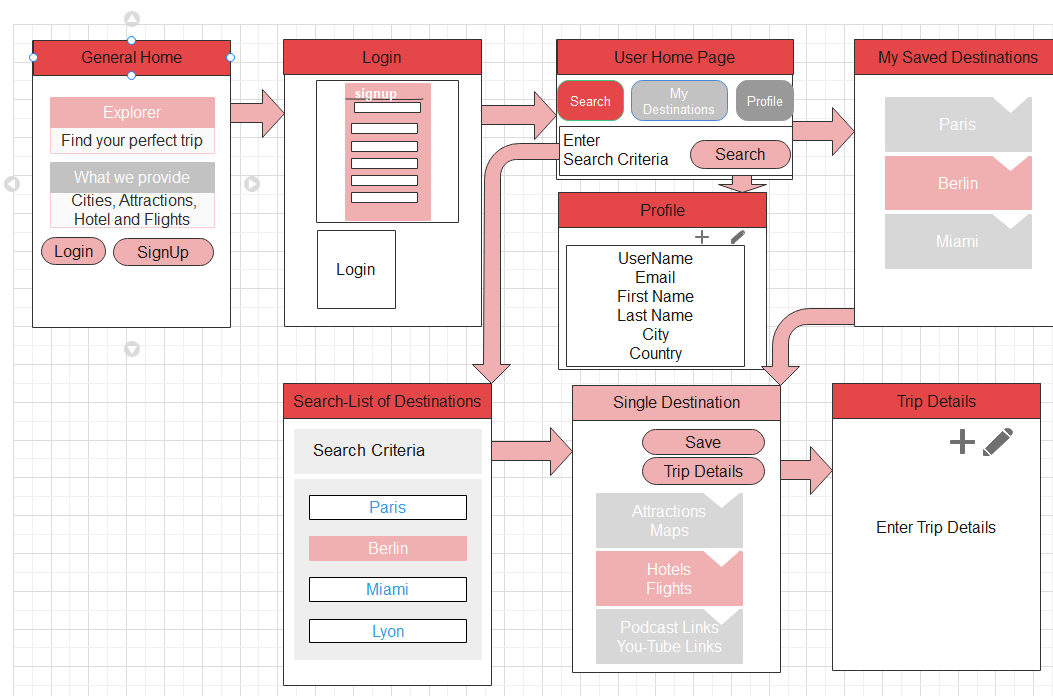 General Home
Explorer
Find your perfect trip
What we provide
Cities, Attractions,
Hotel and Flights
Login
SignUp
Login
signup
Login
User Home Page
Search
My
Destinations
Profile
Enter
Search Criteria
Search
My Saved Destinations
Paris
Berlin
Miami
Profile
UserName
Email
First Name
Last Name
City
Country
Search-List of Destinations
Search Criteria
Paris
Berlin
Miami
Lyon
Single Destination
Save
Trip Details
Attractions
Maps
Hotels
Flights
Podcast Links
You-Tube Links
Trip Details
Enter Trip Details